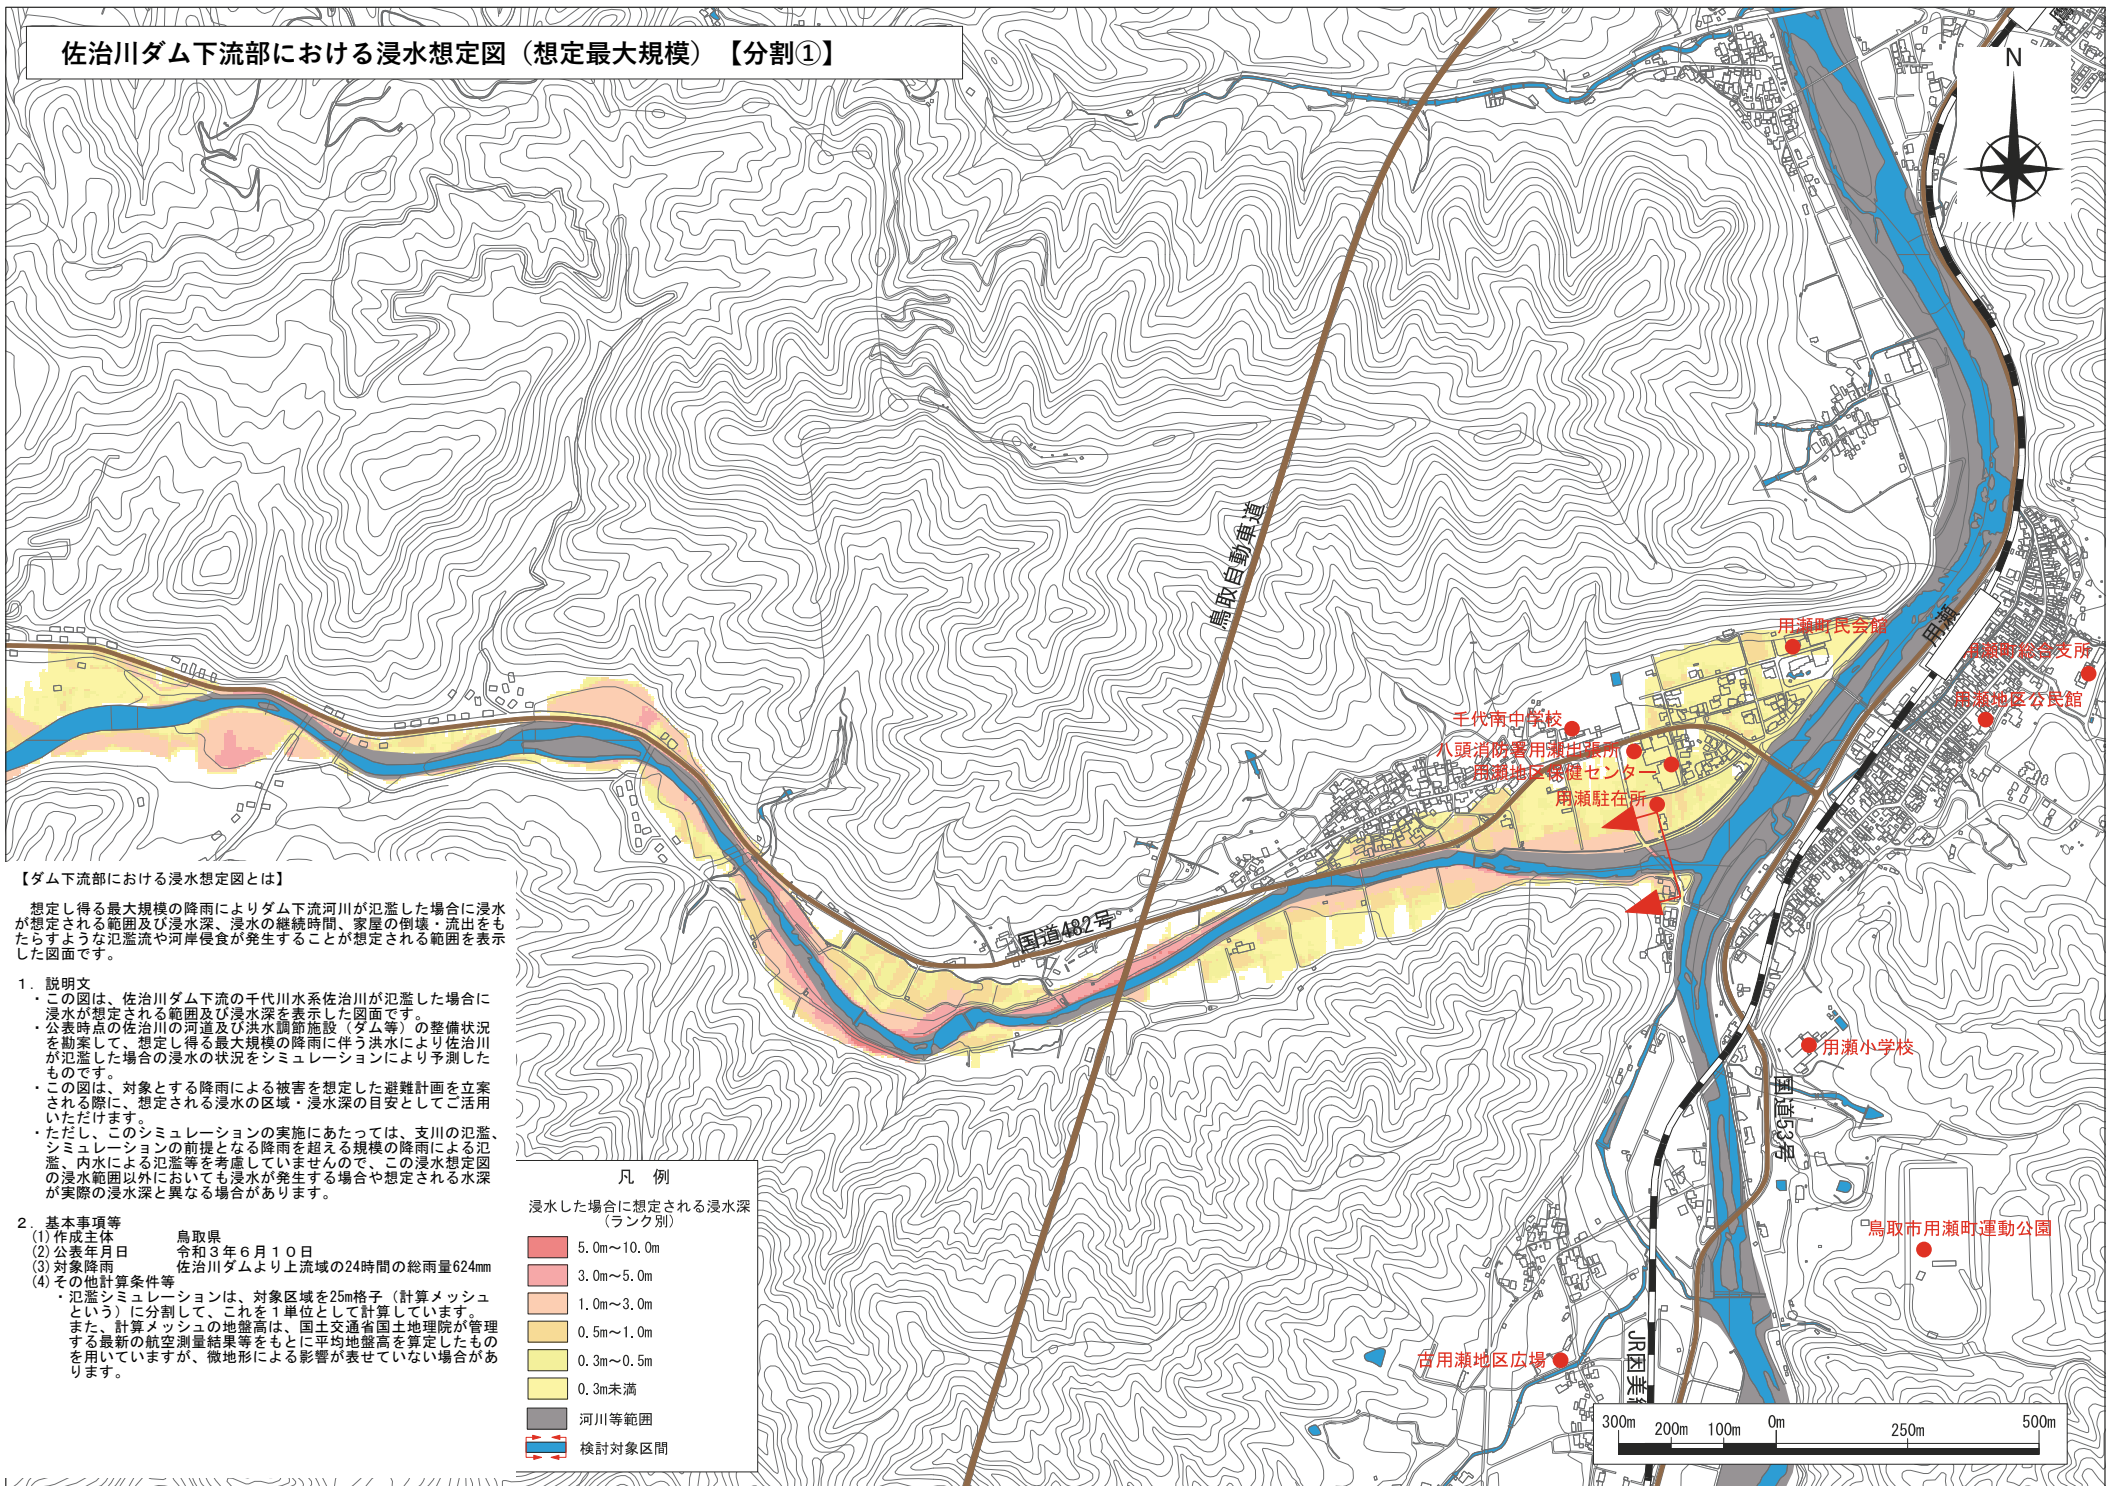 佐治川ダム下流部における浸水想定図（想定最大規模）【分割①】
N
用瀬
用瀬町民会館
用瀬町総合支所
用瀬地区公民館
千代南中学校
八頭消防署用瀬出張所
用瀬地区保健センター
用瀬駐在所
鳥取自動車道
国道482号
用瀬小学校
国道53号
鳥取市用瀬町運動公園
古用瀬地区広場
JR因美線
【ダム下流部における浸水想定図とは】
想定し得る最大規模の降雨によりダム下流河川が氾濫した場合に浸水
が想定される範囲及び浸水深、浸水の継続時間、家屋の倒壊・流出をも
たらすような氾濫流や河岸侵食が発生することが想定される範囲を表示
した図面です。
1．説明文
・この図は、佐治川ダム下流の千代川水系佐治川が氾濫した場合に
浸水が想定される範囲及び浸水深を表示した図面です。
・公表時点の佐治川の河道及び洪水調節施設（ダム等）の整備状況
を勘案して、想定し得る最大規模の降雨に伴う洪水により佐治川
が氾濫した場合の浸水の状況をシミュレーションにより予測した
ものです。
・この図は、対象とする降雨による被害を想定した避難計画を立案
される際に、想定される浸水の区域・浸水深の目安としてご活用
いただけます。
・ただし、このシミュレーションの実施にあたっては、支川の氾濫、
シミュレーションの前提となる降雨を超える規模の降雨による氾
濫、内水による氾濫等を考慮していませんので、この浸水想定図
の浸水範囲以外においても浸水が発生する場合や想定される水深
が実際の浸水深と異なる場合があります。
2．基本事項等
(1)作成主体 鳥取県
(2)公表年月日 令和３年６月１０日
(3)対象降雨 佐治川ダムより上流域の24時間の総雨量624mm
(4)その他計算条件等
・氾濫シミュレーションは、対象区域を25m格子（計算メッシュ
という）に分割して、これを１単位として計算しています。
また、計算メッシュの地盤高は、国土交通省国土地理院が管理
する最新の航空測量結果等をもとに平均地盤高を算定したもの
を用いていますが、微地形による影響が表せていない場合があ
ります。
凡 例
浸水した場合に想定される浸水深
(ランク別)
5.0m～10.0m
3.0m～5.0m
1.0m～3.0m
0.5m～1.0m
0.3m～0.5m
0.3m未満
河川等範囲
検討対象区間
300m 200m 100m 0m 250m 500m